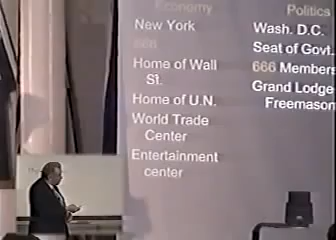 Economy
New York
666
Home of Wall
St.
Home of U.N.
World Trade
Center
Entertainment
center
Politics
Wash. D.C.
Seat of Govt.
666 Members
Grand Lodge
Freemason